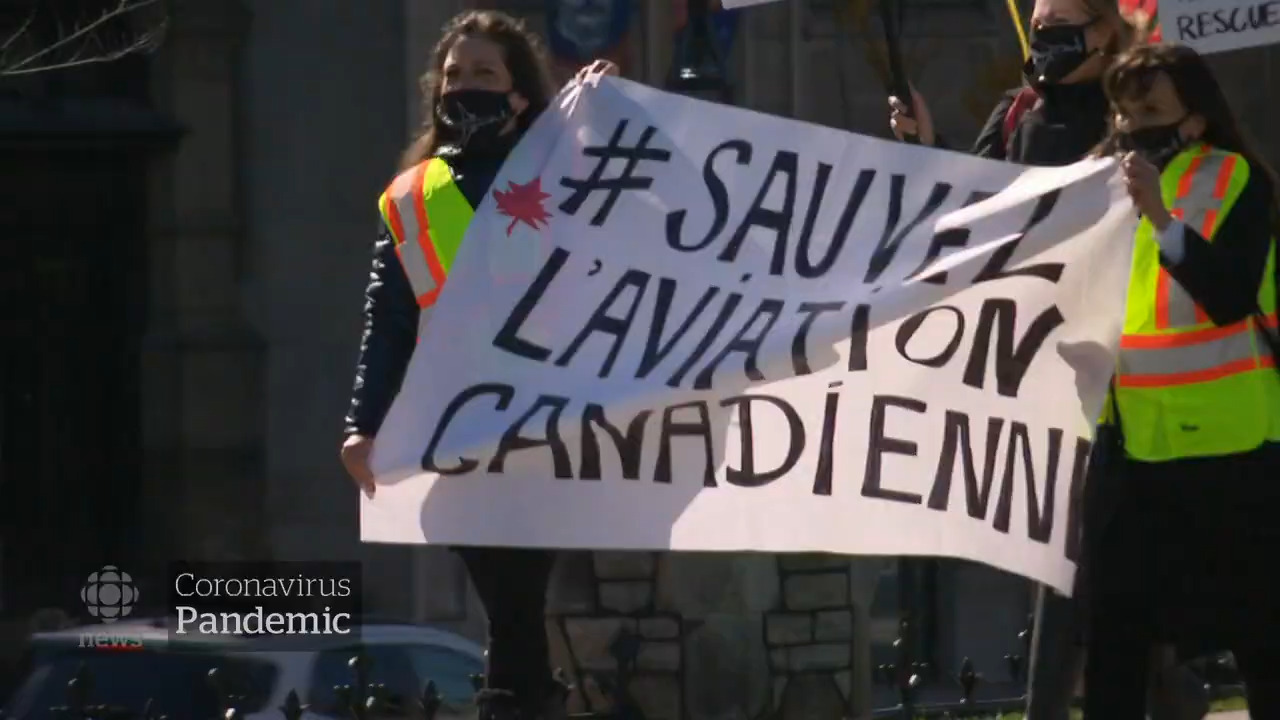 RESCUE
# SAUVEZ
L'AVIATION
CANADIENN
Coronavirus
Pandemic
news